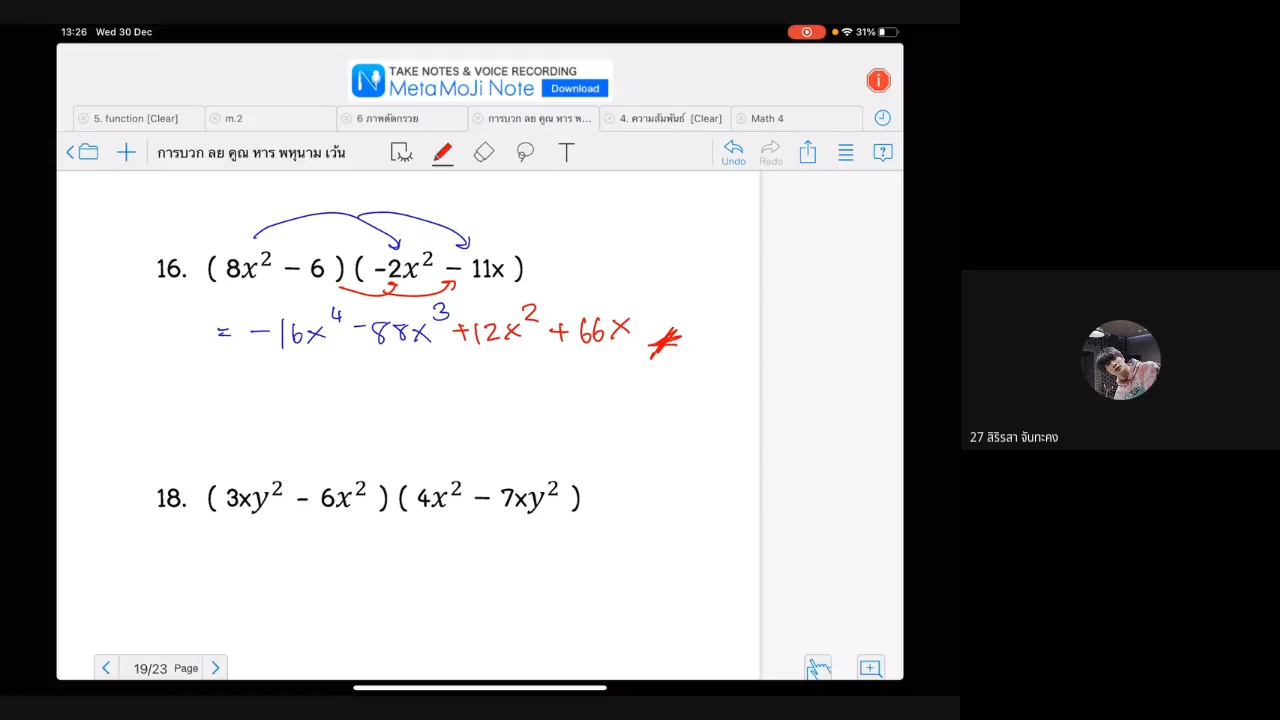 13:26 Wed 30 Dec
31%
TAKE NOTES & VOICE RECORDING
MetaMoJi Note Download
5. function [Clear]
m.2
6 ภาพตัดกรวย
การบวก ลย คูณ หาร พ...
4. ความสัมพันธ์ [Clear]
Math 4
การบวก ลย คูณ หาร พหุนาม เว้น
T
Undo
Redo
16. ( 8x² − 6 ) ( -2x² − 11x )
= −16x⁴ −88x³ +12x² + 66x
27 สิริรสา จันทะคง
18. ( 3xy² - 6x² ) ( 4x² − 7xy² )
19/23 Page